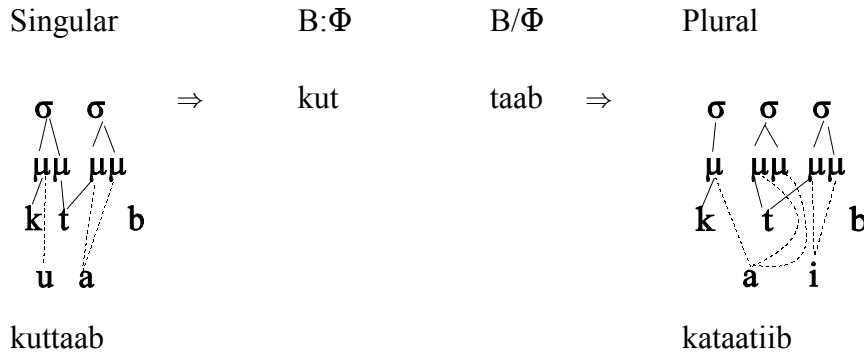 Singular B:Φ B/Φ Plural
σ σ ⇒ kut taab ⇒ σ σ σ
μμ μμ μ μμ μμ
k t b k t b
u a a i
kuttaab kataatiib